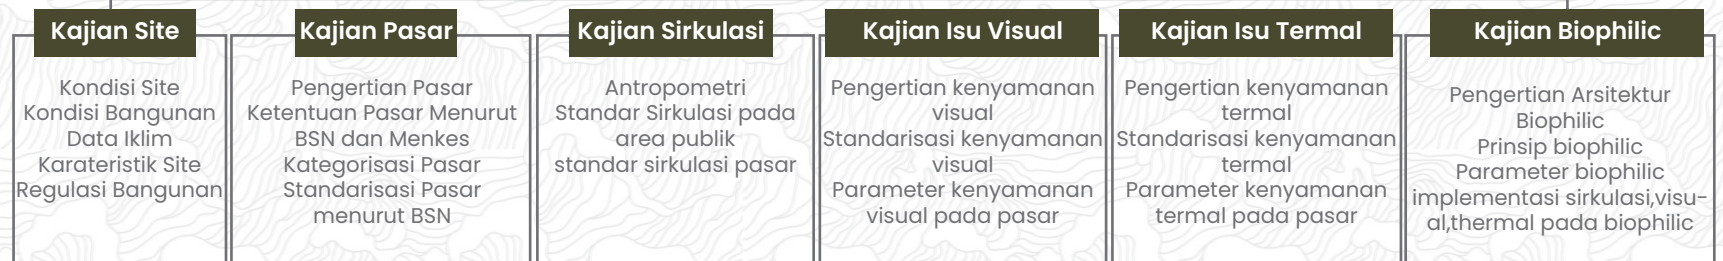 Kajian Site
Kondisi Site
Kondisi Bangunan
Data Iklim
Karateristik Site
Regulasi Bangunan
Kajian Pasar
Pengertian Pasar
Ketentuan Pasar Menurut
BSN dan Menkes
Kategorisasi Pasar
Standarisasi Pasar
menurut BSN
Kajian Sirkulasi
Antropometri
Standar Sirkulasi pada
area publik
standar sirkulasi pasar
Kajian Isu Visual
Pengertian kenyamanan
visual
Standarisasi kenyamanan
visual
Parameter kenyamanan
visual pada pasar
Kajian Isu Termal
Pengertian kenyamanan
termal
Standarisasi kenyamanan
termal
Parameter kenyamanan
termal pada pasar
Kajian Biophilic
Pengertian Arsitektur
Biophilic
Prinsip biophilic
Parameter biophilic
implementasi sirkulasi,visu-
al,thermal pada biophilic